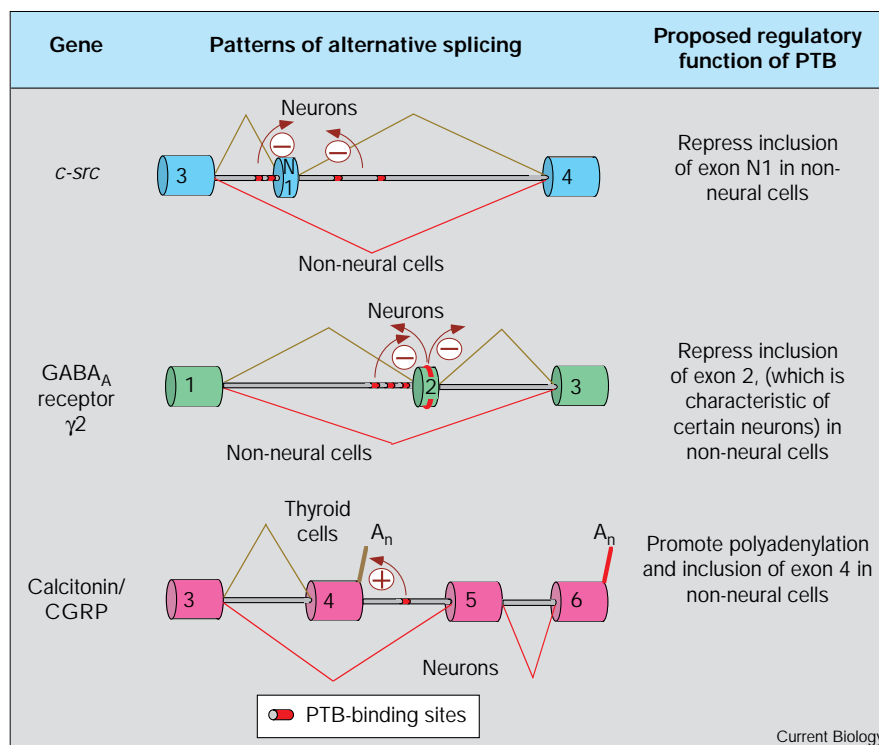 Gene
Patterns of alternative splicing
Proposed regulatory
function of PTB
c-src
Neurons
−
−
3
N
1
4
Non-neural cells
Repress inclusion
of exon N1 in non-
neural cells
GABAA
receptor
γ2
Neurons
−
−
1
2
3
Non-neural cells
Repress inclusion
of exon 2, (which is
characteristic of
certain neurons) in
non-neural cells
Calcitonin/
CGRP
Thyroid
cells
An
An
+
3
4
5
6
Neurons
Promote polyadenylation
and inclusion of exon 4 in
non-neural cells
PTB-binding sites
Current Biology